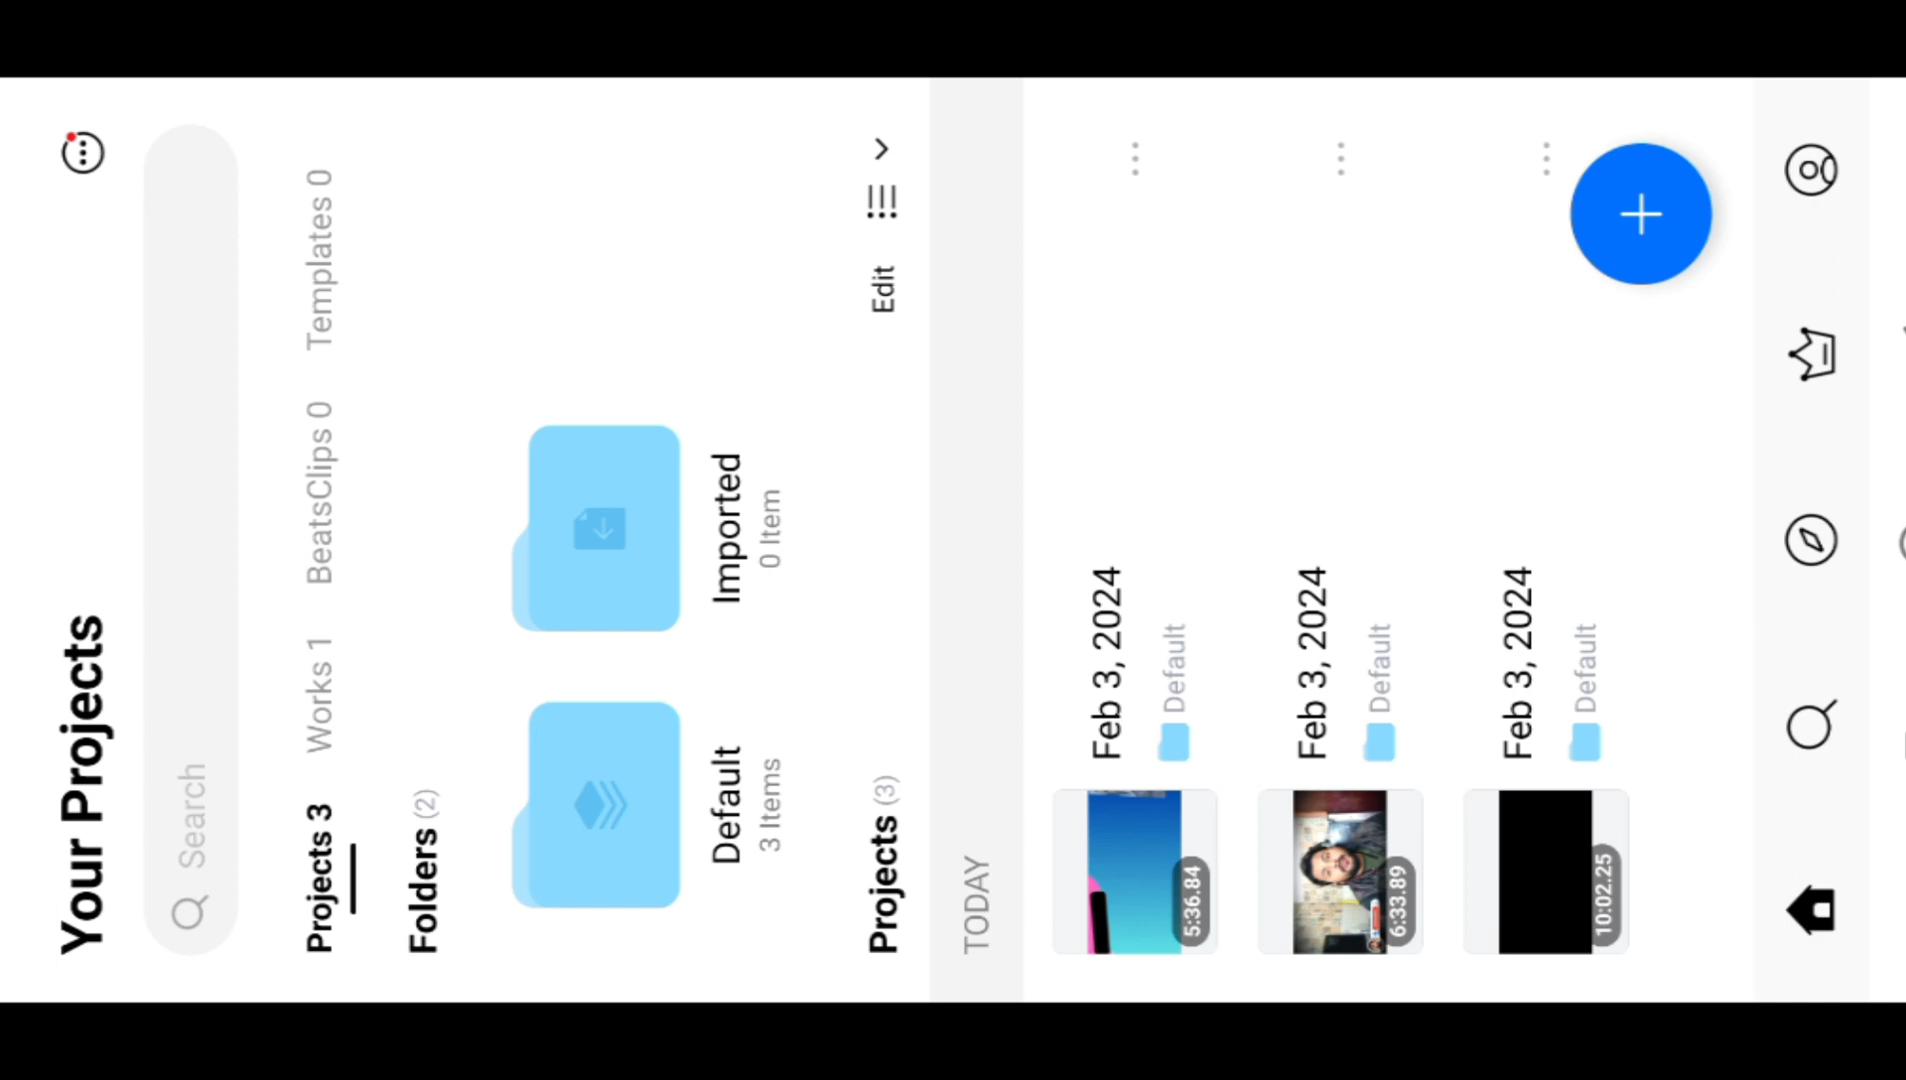 Your Projects
Search
Projects 3 Works 1 BeatsClips 0 Templates 0
Folders (2)
Default Imported
3 Items 0 Item
Projects (3) Edit
TODAY
Feb 3, 2024
Default
5:36.84
Feb 3, 2024
Default
6:33.89
Feb 3, 2024
Default
10:02.25